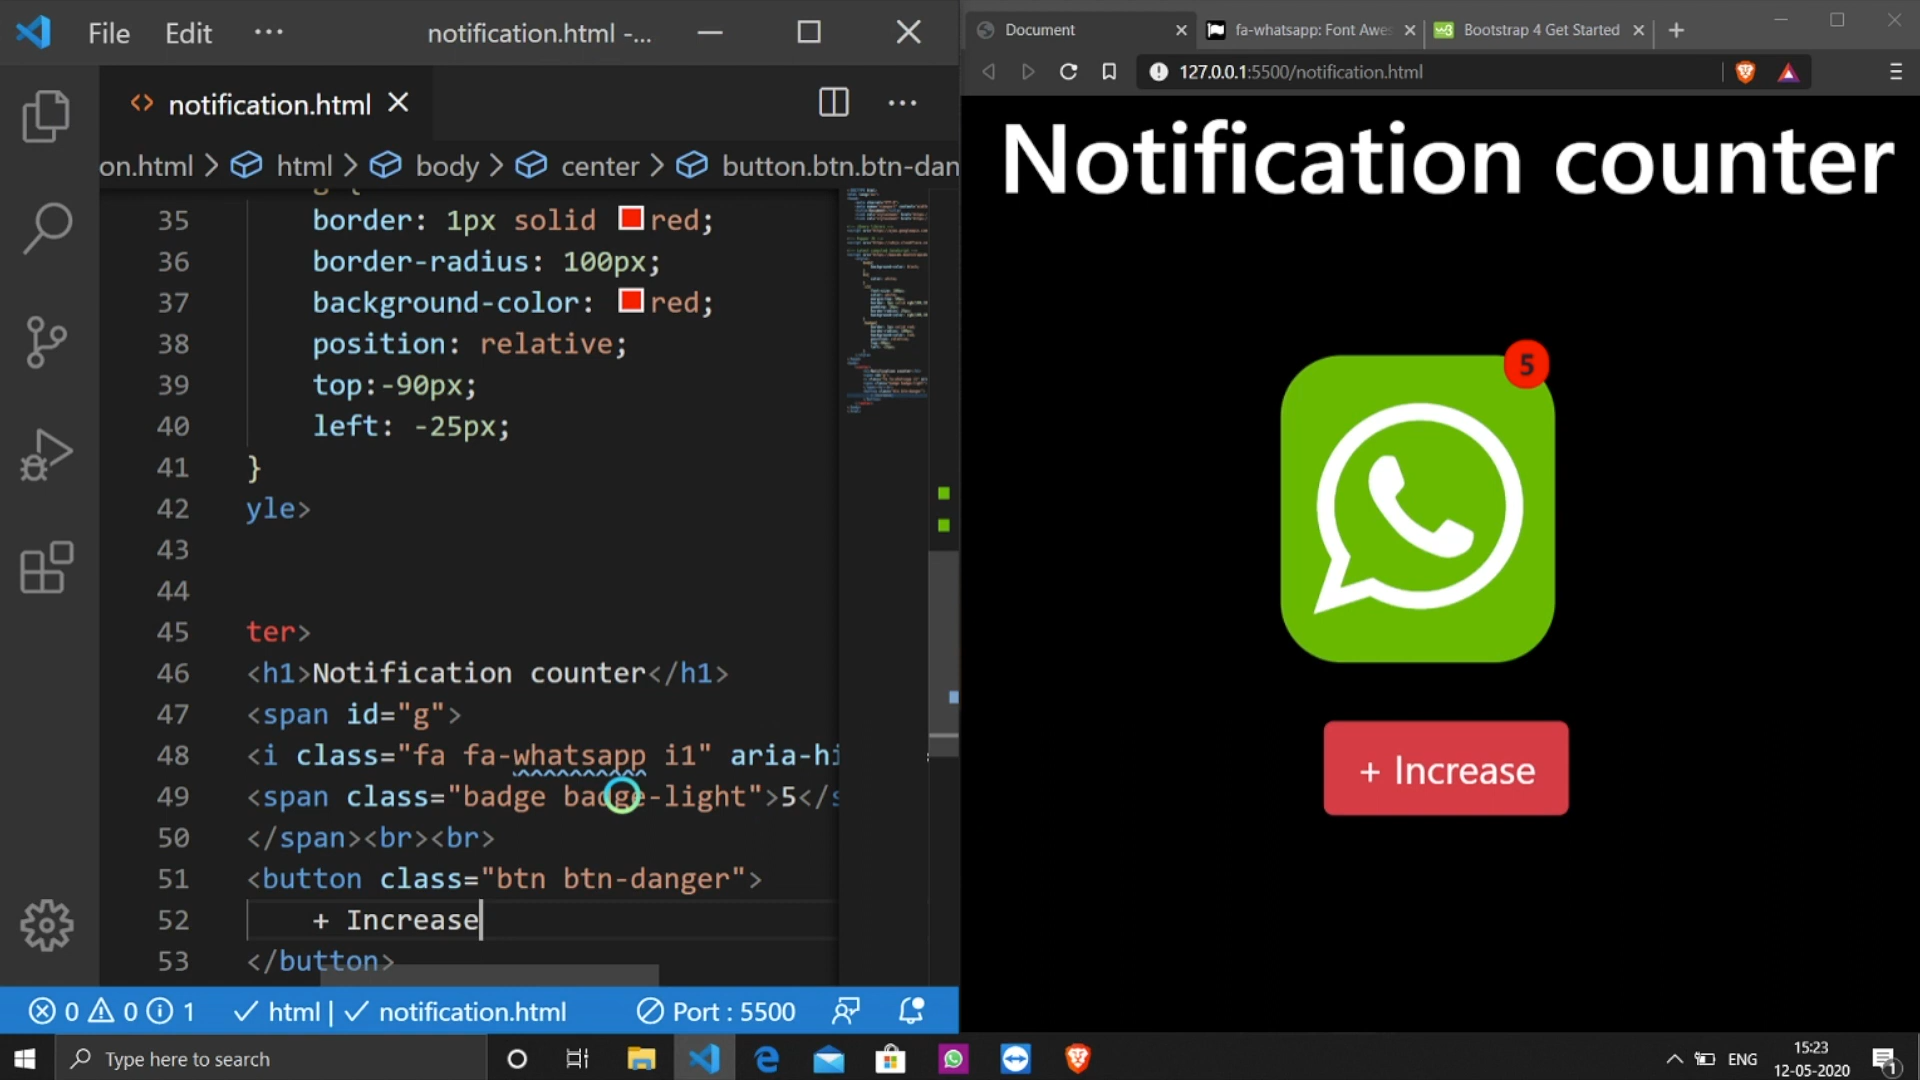 File Edit ··· notification.html -...
notification.html
on.html > html > body > center > button.btn.btn-dan
g {
35 border: 1px solid red;
36 border-radius: 100px;
37 background-color: red;
38 position: relative;
39 top:-90px;
40 left: -25px;
41 }
42 yle>
43
44
45 ter>
46 <h1>Notification counter</h1>
47 <span id="g">
48 <i class="fa fa-whatsapp i1" aria-hi
49 <span class="badge badge-light">5</s
50 </span><br><br>
51 <button class="btn btn-danger">
52 + Increase
53 </button>
0 0 1 html | notification.html Port : 5500
Document fa-whatsapp: Font Awes Bootstrap 4 Get Started
127.0.0.1:5500/notification.html
Notification counter
5
+ Increase
Type here to search
ENG
15:23
12-05-2020
1